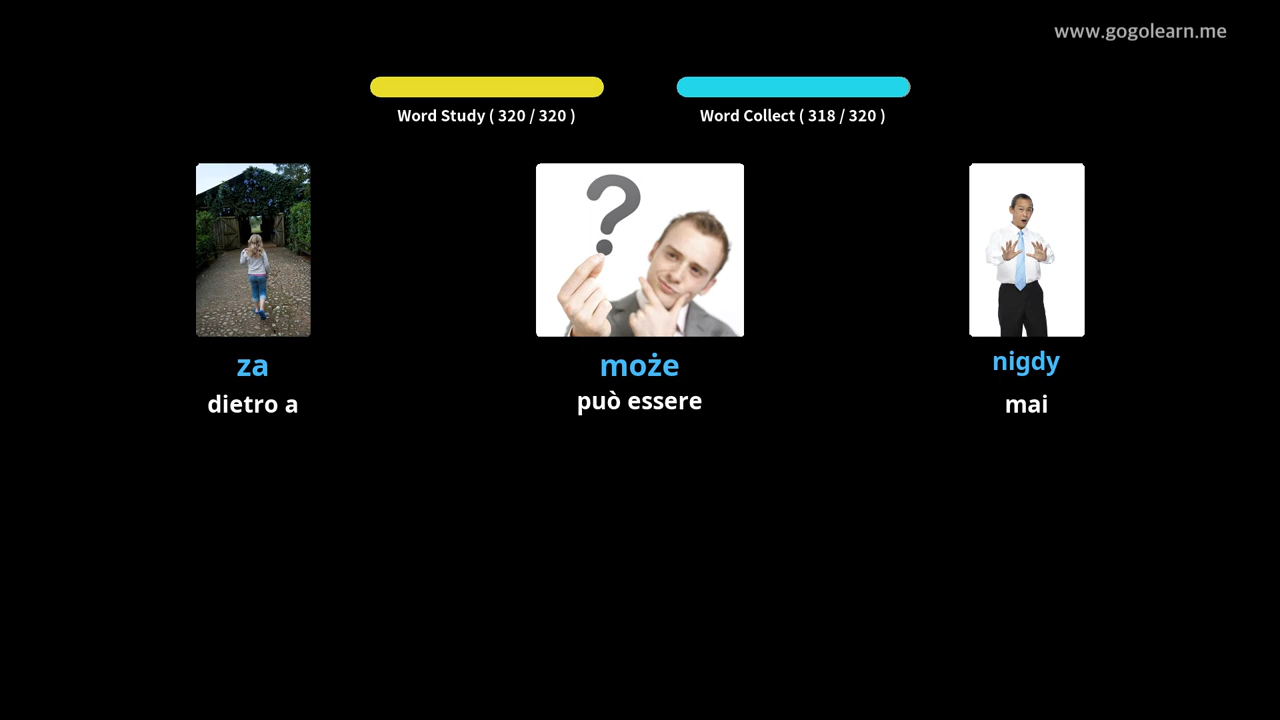 www.gogolearn.me
Word Study ( 320 / 320 )
Word Collect ( 318 / 320 )
?
za
może
nigdy
dietro a
può essere
mai